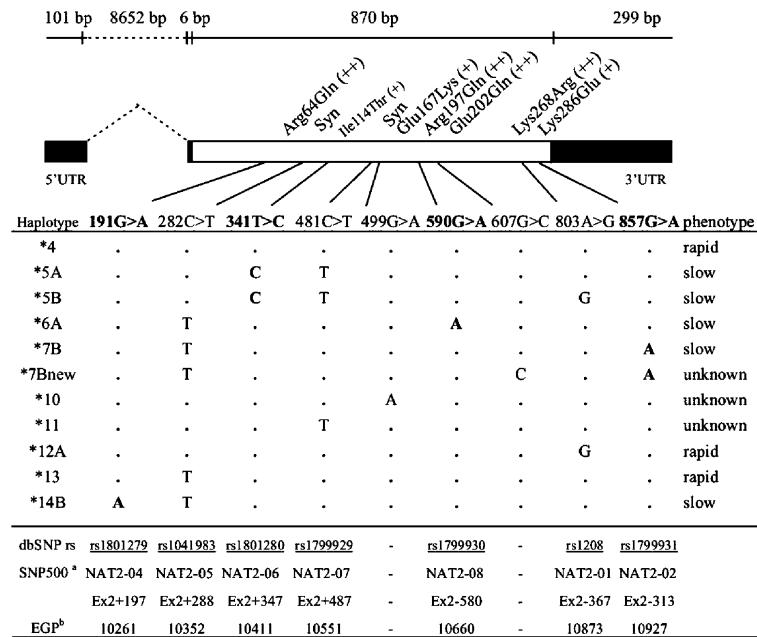 101 bp 8652 bp 6 bp 870 bp 299 bp
Arg64Gln (++)
Syn
Ile114Thr (+)
Syn
Glu167Lys (+)
Arg197Gln (++)
Glu202Gln (++)
Lys268Arg (++)
Lys286Glu (+)
5'UTR 3'UTR
Haplotype 191G>A 282C>T 341T>C 481C>T 499G>A 590G>A 607G>C 803A>G 857G>A phenotype
*4 . . . . . . . . . rapid
*5A . . C T . . . . . slow
*5B . . C T . . . G . slow
*6A . T . . . A . . . slow
*7B . T . . . . . . A slow
*7Bnew . T . . . . C . A unknown
*10 . . . . A . . . . unknown
*11 . . . T . . . . . unknown
*12A . . . . . . . G . rapid
*13 . T . . . . . . . rapid
*14B A T . . . . . . . slow
dbSNP rs rs1801279 rs1041983 rs1801280 rs1799929 - rs1799930 - rs1208 rs1799931
SNP500 a NAT2-04 NAT2-05 NAT2-06 NAT2-07 - NAT2-08 - NAT2-01 NAT2-02
Ex2+197 Ex2+288 Ex2+347 Ex2+487 - Ex2-580 - Ex2-367 Ex2-313
EGPb 10261 10352 10411 10551 - 10660 - 10873 10927